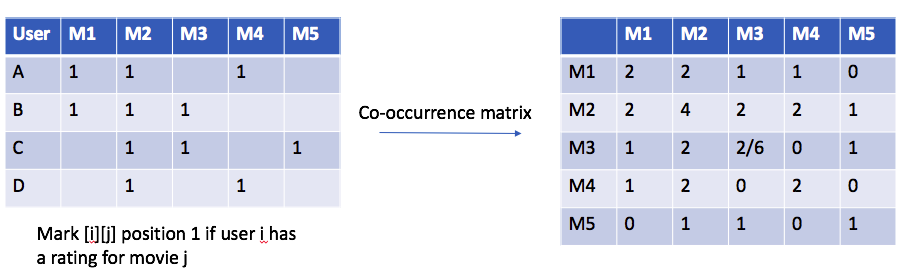 User M1 M2 M3 M4 M5
A 1 1 1
B 1 1 1
C 1 1 1
D 1 1
Mark [i][j] position 1 if user i has
a rating for movie j
Co-occurrence matrix
M1 M2 M3 M4 M5
M1 2 2 1 1 0
M2 2 4 2 2 1
M3 1 2 2/6 0 1
M4 1 2 0 2 0
M5 0 1 1 0 1